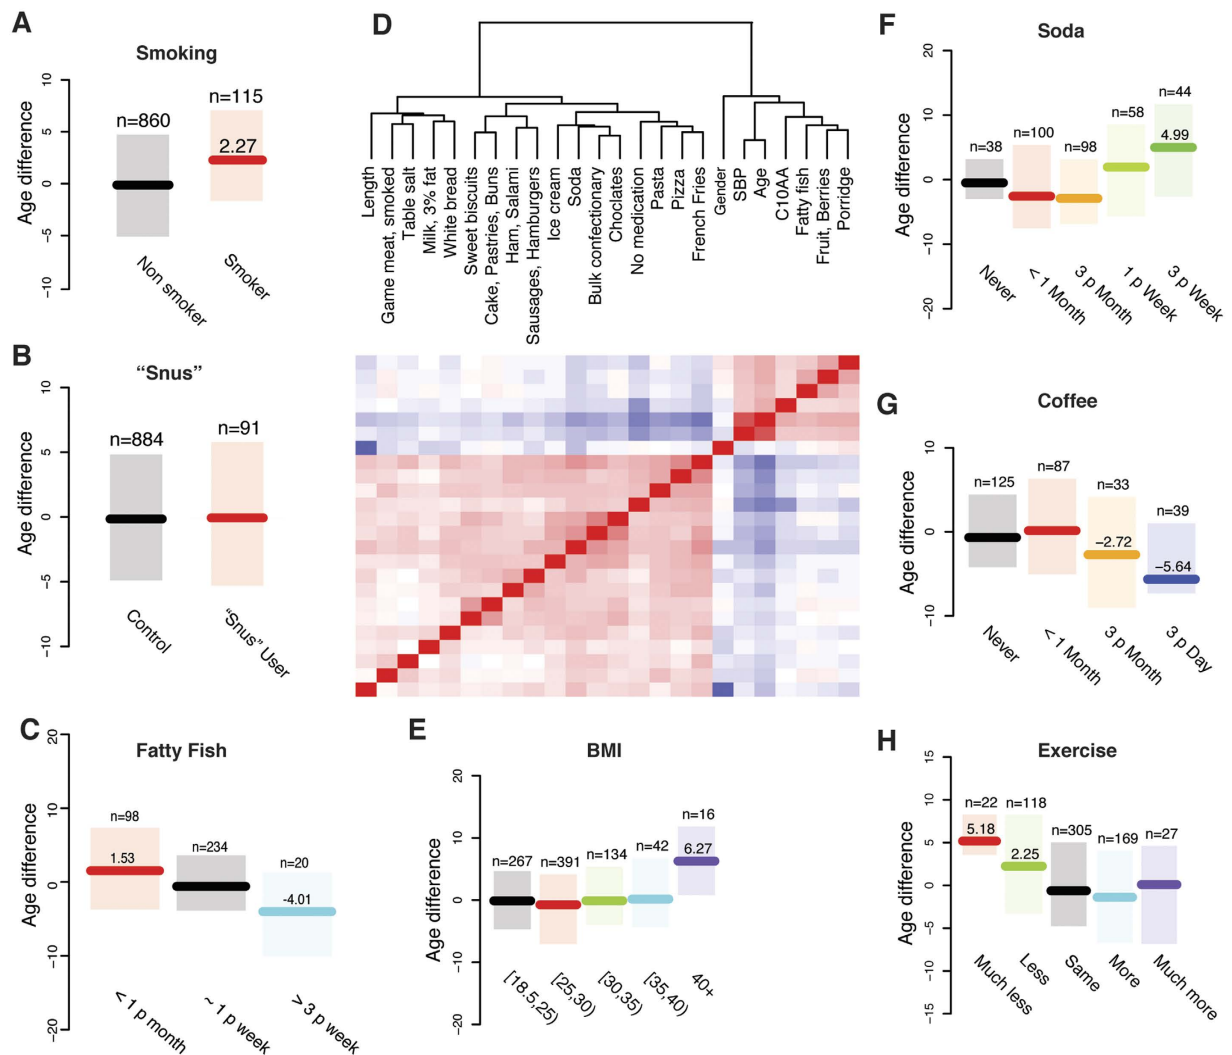 A
Smoking
Age difference
10
5
0
−5
−10
n=860
n=115
2.27
Non smoker
Smoker
B
“Snus”
Age difference
10
5
0
−5
−10
n=884
n=91
Control
“Snus” User
C
Fatty Fish
Age difference
20
10
0
−10
−20
n=98
1.53
n=234
n=20
-4.01
< 1 p month
~ 1 p week
> 3 p week
D
Length
Game meat, smoked
Table salt
Milk, 3% fat
White bread
Sweet biscuits
Cake, Pastries, Buns
Ham, Salami
Sausages, Hamburgers
Ice cream
Soda
Bulk confectionary
Choclates
No medication
Pasta
Pizza
French Fries
Gender
SBP
Age
C10AA
Fatty fish
Fruit, Berries
Porridge
E
BMI
Age difference
20
10
0
−10
−20
n=267
n=391
n=134
n=42
n=16
6.27
[18.5,25)
[25,30)
[30,35)
[35,40)
40+
F
Soda
Age difference
20
10
0
−10
−20
n=38
n=100
n=98
n=58
n=44
4.99
Never
< 1 Month
3 p Month
1 p Week
3 p Week
G
Coffee
Age difference
10
0
−10
n=125
n=87
n=33
−2.72
n=39
−5.64
Never
< 1 Month
3 p Month
3 p Day
H
Exercise
Age difference
15
10
5
0
−5
−10
−15
n=22
5.18
n=118
2.25
n=305
n=169
n=27
Much less
Less
Same
More
Much more